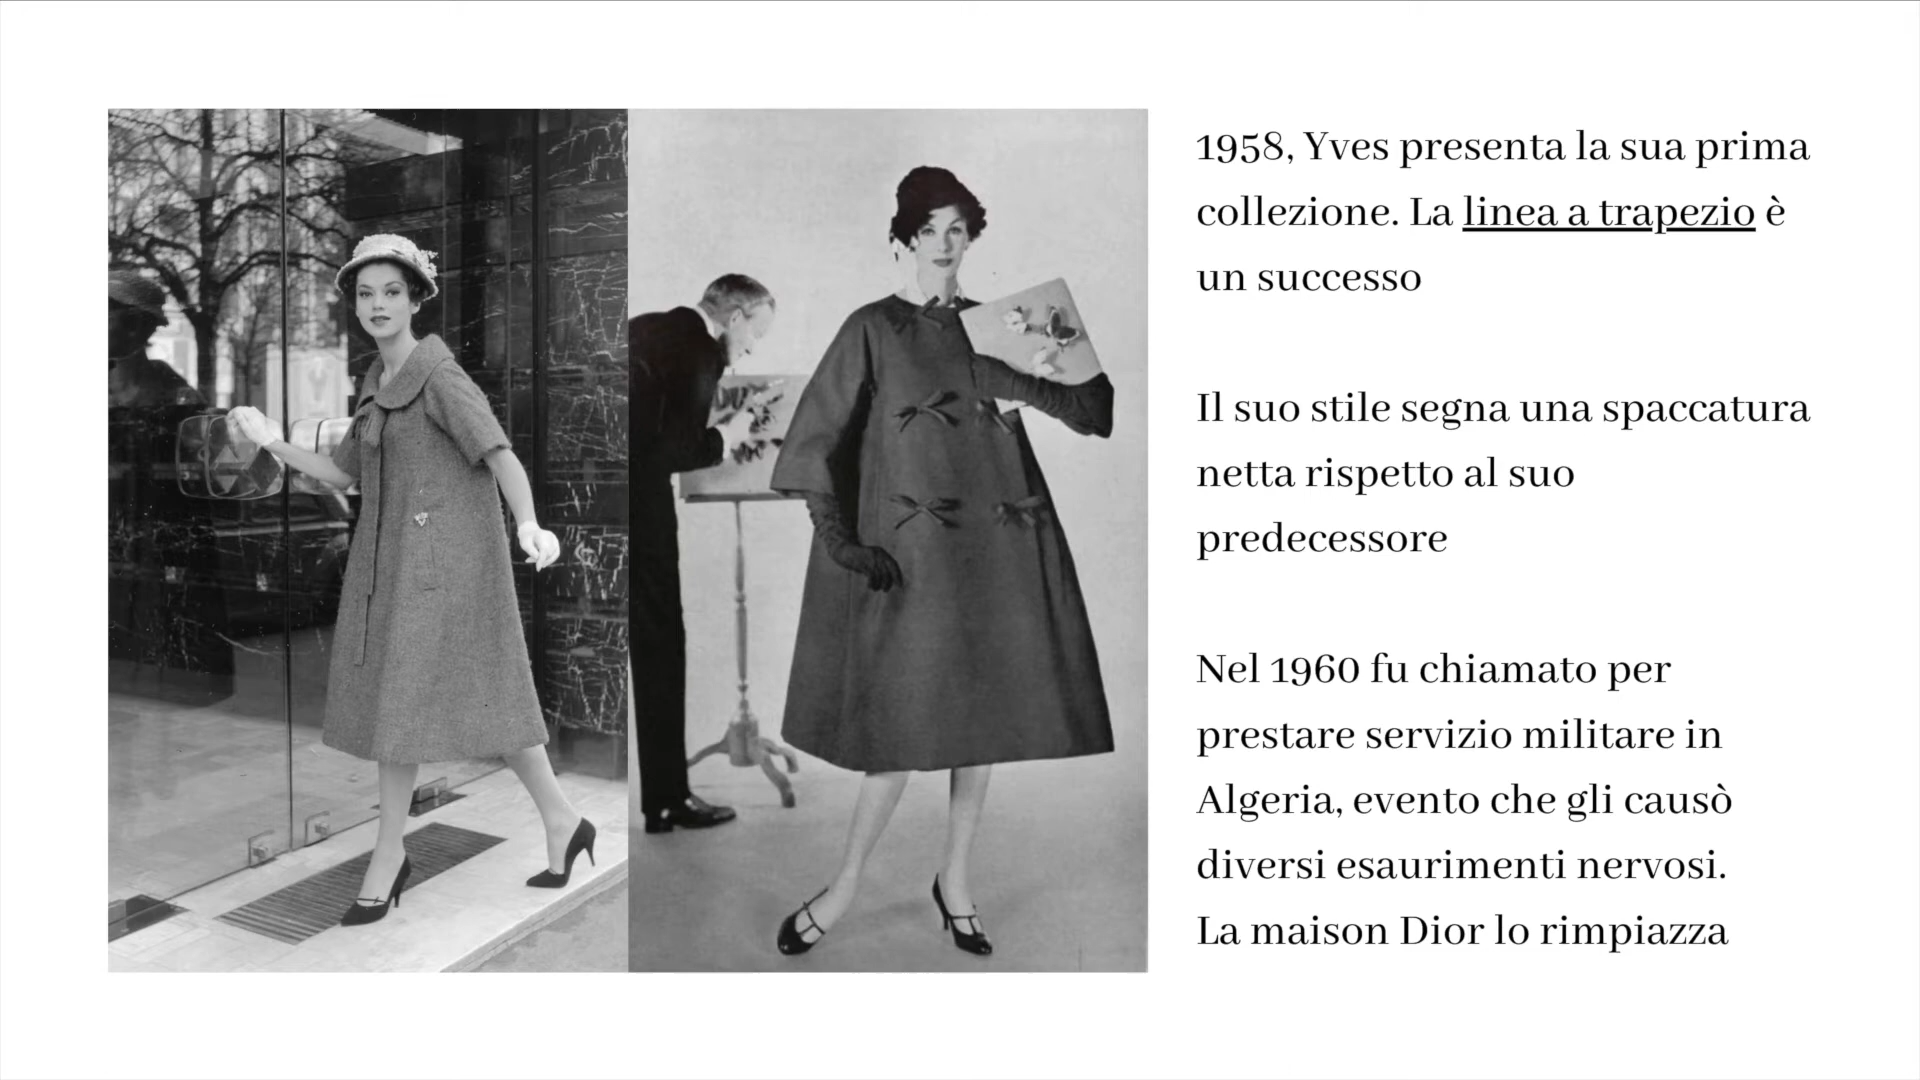 1958, Yves presenta la sua prima
collezione. La linea a trapezio è
un successo
Il suo stile segna una spaccatura
netta rispetto al suo
predecessore
Nel 1960 fu chiamato per
prestare servizio militare in
Algeria, evento che gli causò
diversi esaurimenti nervosi.
La maison Dior lo rimpiazza